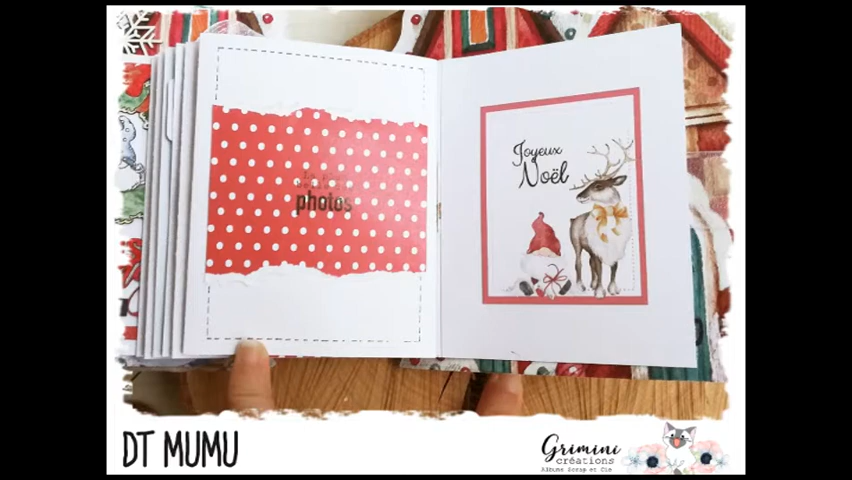 photos
Joyeux
Noël
DT MUMU
Grimini
créations
Albums Scrap et Cie